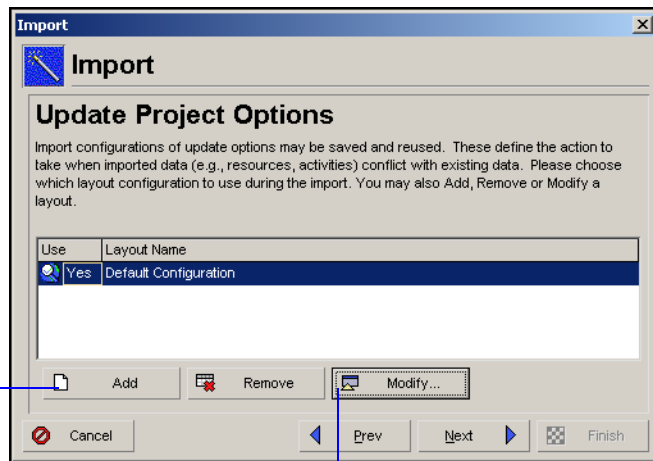 Import
Import
Update Project Options
Import configurations of update options may be saved and reused. These define the action to
take when imported data (e.g., resources, activities) conflict with existing data. Please choose
which layout configuration to use during the import. You may also Add, Remove or Modify a
layout.
Use Layout Name
Yes Default Configuration
Add Remove Modify...
Cancel Prev Next Finish